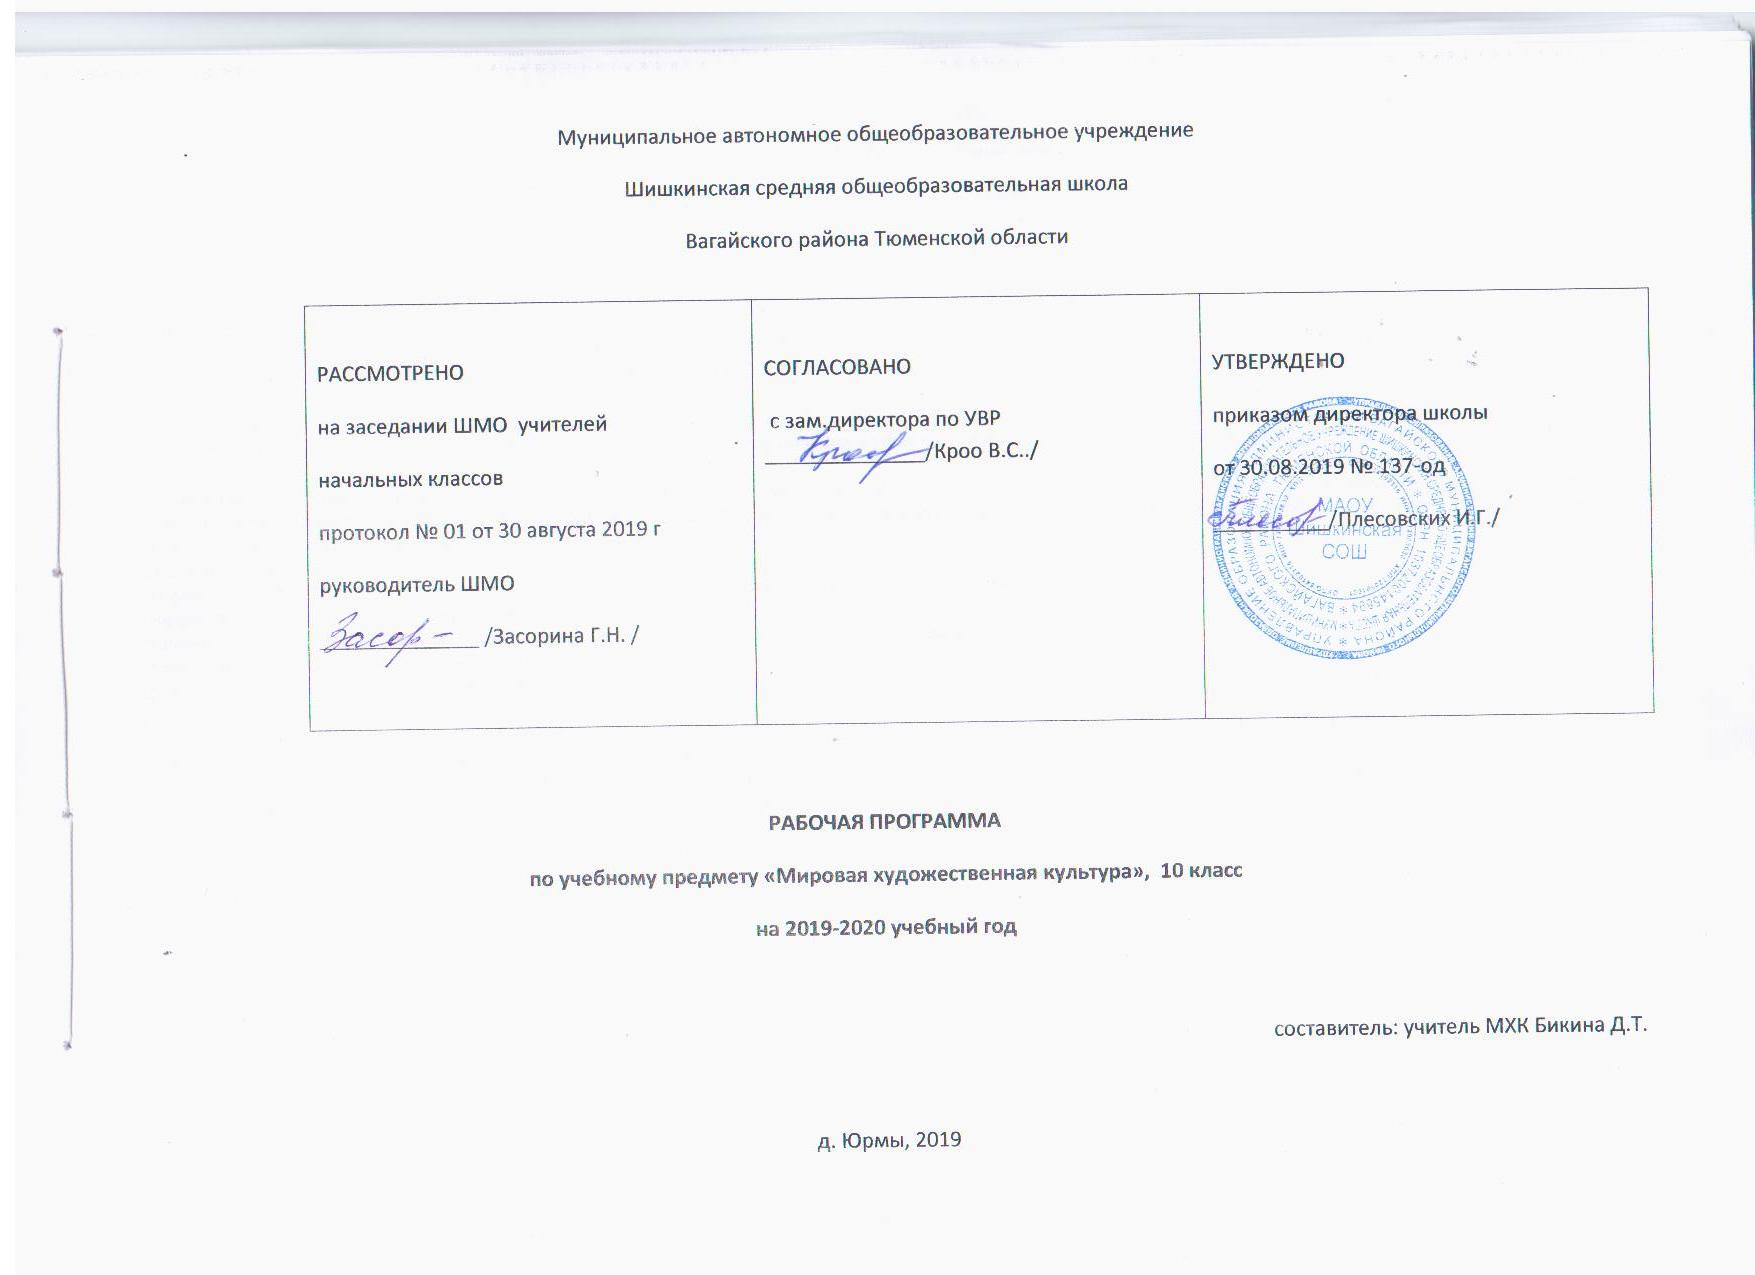 Муниципальное автономное общеобразовательное учреждение
Шишкинская средняя общеобразовательная школа
Вагайского района Тюменской области
РАССМОТРЕНО
на заседании ШМО учителей
начальных классов
протокол № 01 от 30 августа 2019 г
руководитель ШМО
Засор /Засорина Г.Н. /
СОГЛАСОВАНО
с зам.директора по УВР
/Кроо В.С../
УТВЕРЖДЕНО
приказом директора школы
от 30.08.2019 № 137-од
/Плесовских И.Г./
МАОУ
Шишкинская
СОШ
РАБОЧАЯ ПРОГРАММА
по учебному предмету «Мировая художественная культура», 10 класс
на 2019-2020 учебный год
составитель: учитель МХК Бикина Д.Т.
д. Юрмы, 2019